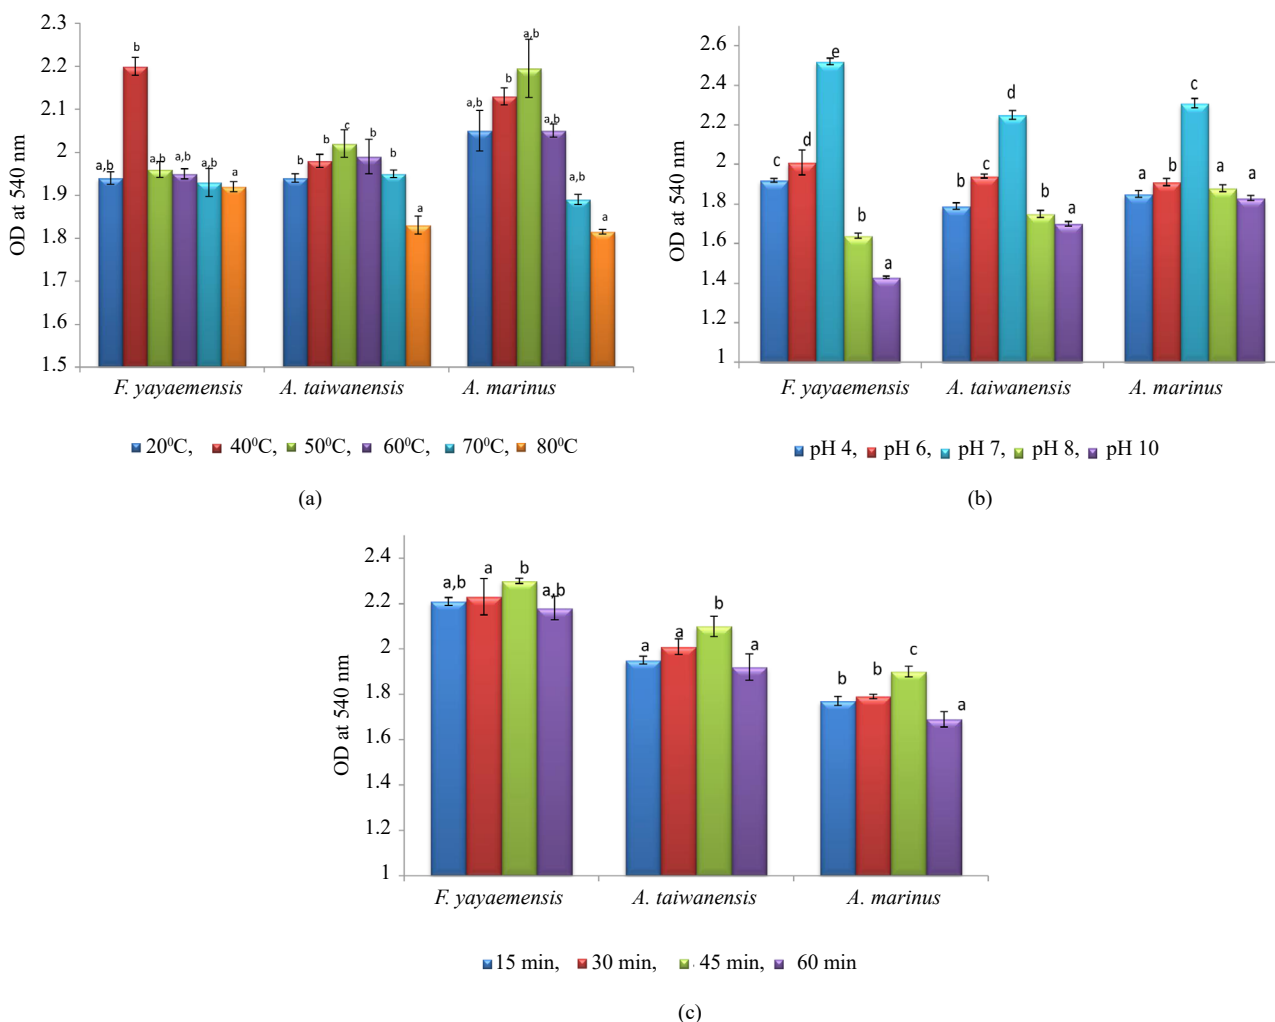 2.3
2.2
2.1
2
1.9
1.8
1.7
1.6
1.5
OD at 540 nm
a,b
b
a,b
a,b
a,b
a
b
b
c
b
b
a
a,b
b
a,b
a,b
a,b
a
F. yayaemensis
A. taiwanensis
A. marinus
20⁰C, 40⁰C, 50⁰C, 60⁰C, 70⁰C, 80⁰C
(a)
2.6
2.4
2.2
2
1.8
1.6
1.4
1.2
1
OD at 540 nm
c
d
e
b
a
b
c
d
b
a
a
b
c
a
a
F. yayaemensis
A. taiwanensis
A. marinus
pH 4, pH 6, pH 7, pH 8, pH 10
(b)
2.4
2.2
2
1.8
1.6
1.4
1.2
1
OD at 540 nm
a,b
a
b
a,b
a
a
b
a
b
b
c
a
F. yayaemensis
A. taiwanensis
A. marinus
15 min, 30 min, 45 min, 60 min
(c)